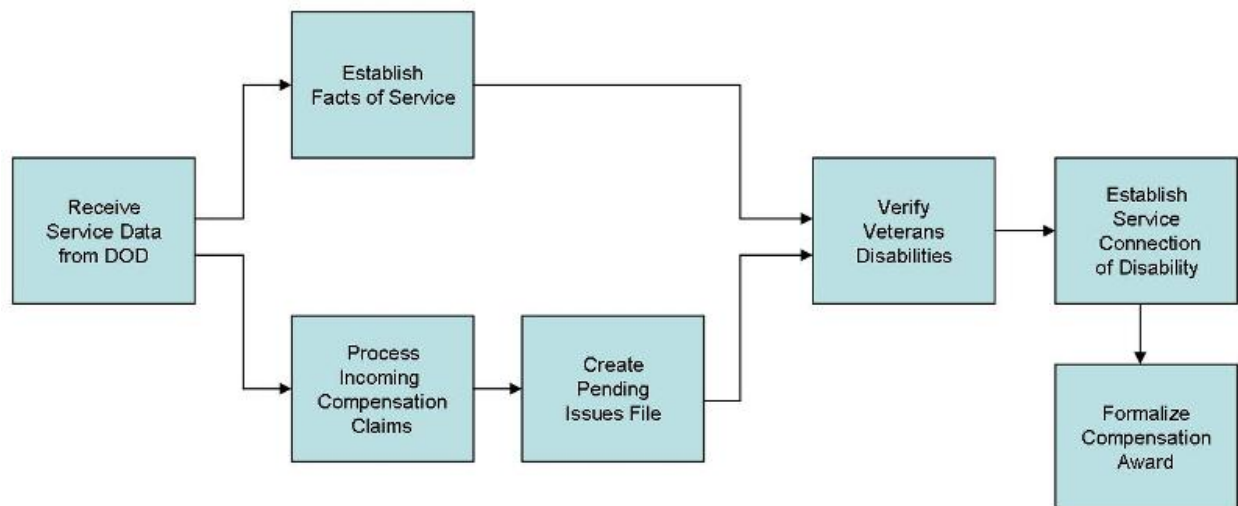 Receive
Service Data
from DOD
Establish
Facts of Service
Process
Incoming
Compensation
Claims
Create
Pending
Issues File
Verify
Veterans
Disabilities
Establish
Service
Connection
of Disability
Formalize
Compensation
Award